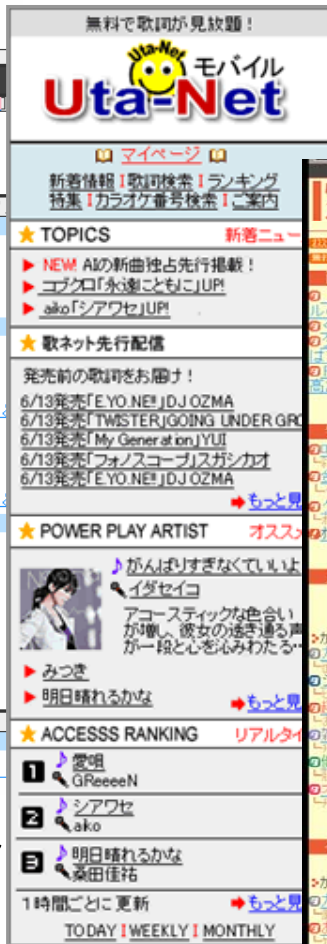 無料で歌詞が見放題！
Uta-Net モバイル
マイページ
新着情報 I 歌詞検索 I ランキング
特集 I カラオケ番号検索 I ご案内
TOPICS 新着ニュー
NEW! AIの新曲独占先行掲載！
コブクロ「永遠にともに」UP!
aiko「シアワセ」UP!
歌ネット先行配信
発売前の歌詞をお届け！
6/13発売「E.YO.NE!!」DJ OZMA
6/13発売「TWISTER」GOING UNDER GRO
6/13発売「My Generation」YUI
6/13発売「フォノスコープ」スガシカオ
6/13発売「E.YO.NE!!」DJ OZMA
もっと見
POWER PLAY ARTIST オススメ
がんばりすぎなくていいよ
イダセイコ
アコースティックな色合い
が増し、彼女の透き通る声
が一段と心を沁みわたる…
みつき
明日晴れるかな
もっと見
ACCESSS RANKING リアルタイ
1 愛唄
GReeeeN
2 シアワセ
aiko
3 明日晴れるかな
桑田佳祐
1時間ごとに更新 もっと見
TODAY I WEEKLY I MONTHLY